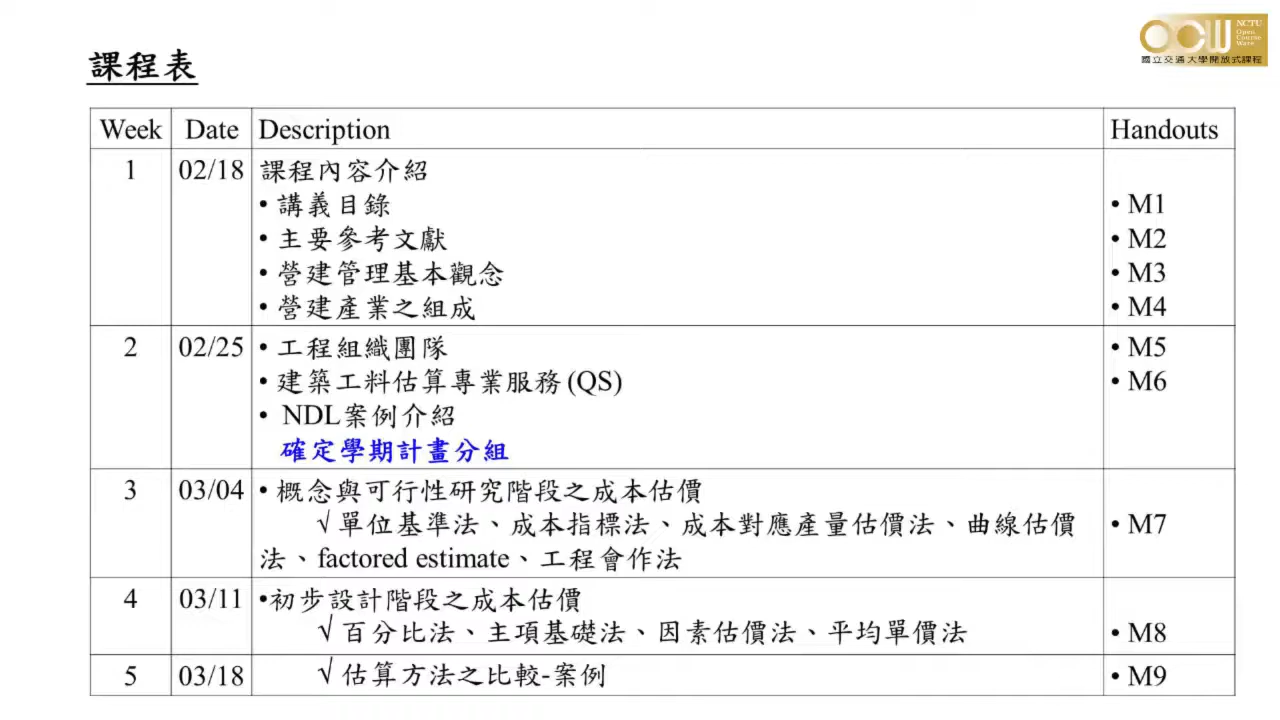 NCTU
Open
Course
Ware
OCW
國立交通大學開放式課程
課程表
Week Date Description Handouts
1 02/18 課程內容介紹
• 講義目錄 • M1
• 主要參考文獻 • M2
• 營建管理基本觀念 • M3
• 營建產業之組成 • M4
2 02/25 • 工程組織團隊 • M5
• 建築工料估算專業服務(QS) • M6
• NDL案例介紹
確定學期計畫分組
3 03/04 • 概念與可行性研究階段之成本估價
√單位基準法、成本指標法、成本對應產量估價法、曲線估價 • M7
法、factored estimate、工程會作法
4 03/11 •初步設計階段之成本估價
√百分比法、主項基礎法、因素估價法、平均單價法 • M8
5 03/18 √估算方法之比較-案例 • M9